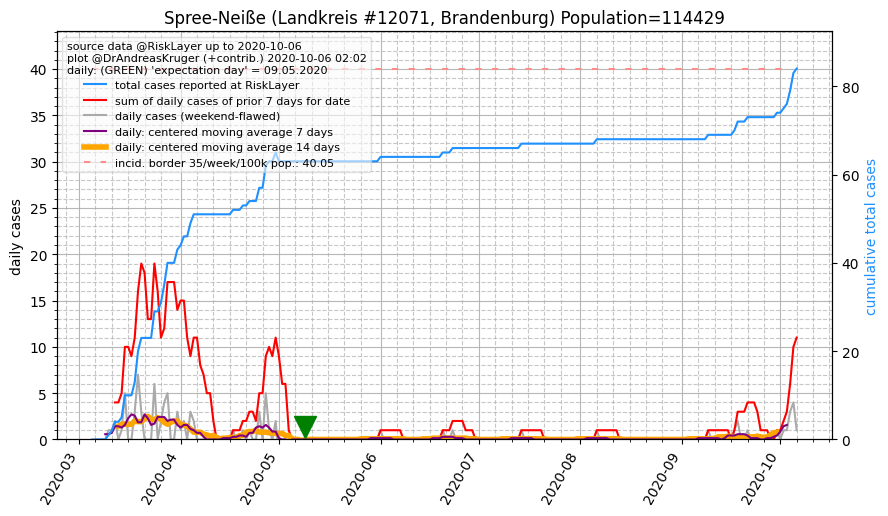 Spree-Neiße (Landkreis #12071, Brandenburg) Population=114429
source data @RiskLayer up to 2020-10-06
plot @DrAndreasKruger (+contrib.) 2020-10-06 02:02
daily: (GREEN) 'expectation day' = 09.05.2020
total cases reported at RiskLayer
sum of daily cases of prior 7 days for date
daily cases (weekend-flawed)
daily: centered moving average 7 days
daily: centered moving average 14 days
incid. border 35/week/100k pop.: 40.05
daily cases
40
35
30
25
20
15
10
5
0
cumulative total cases
80
60
40
20
0
2020-03
2020-04
2020-05
2020-06
2020-07
2020-08
2020-09
2020-10